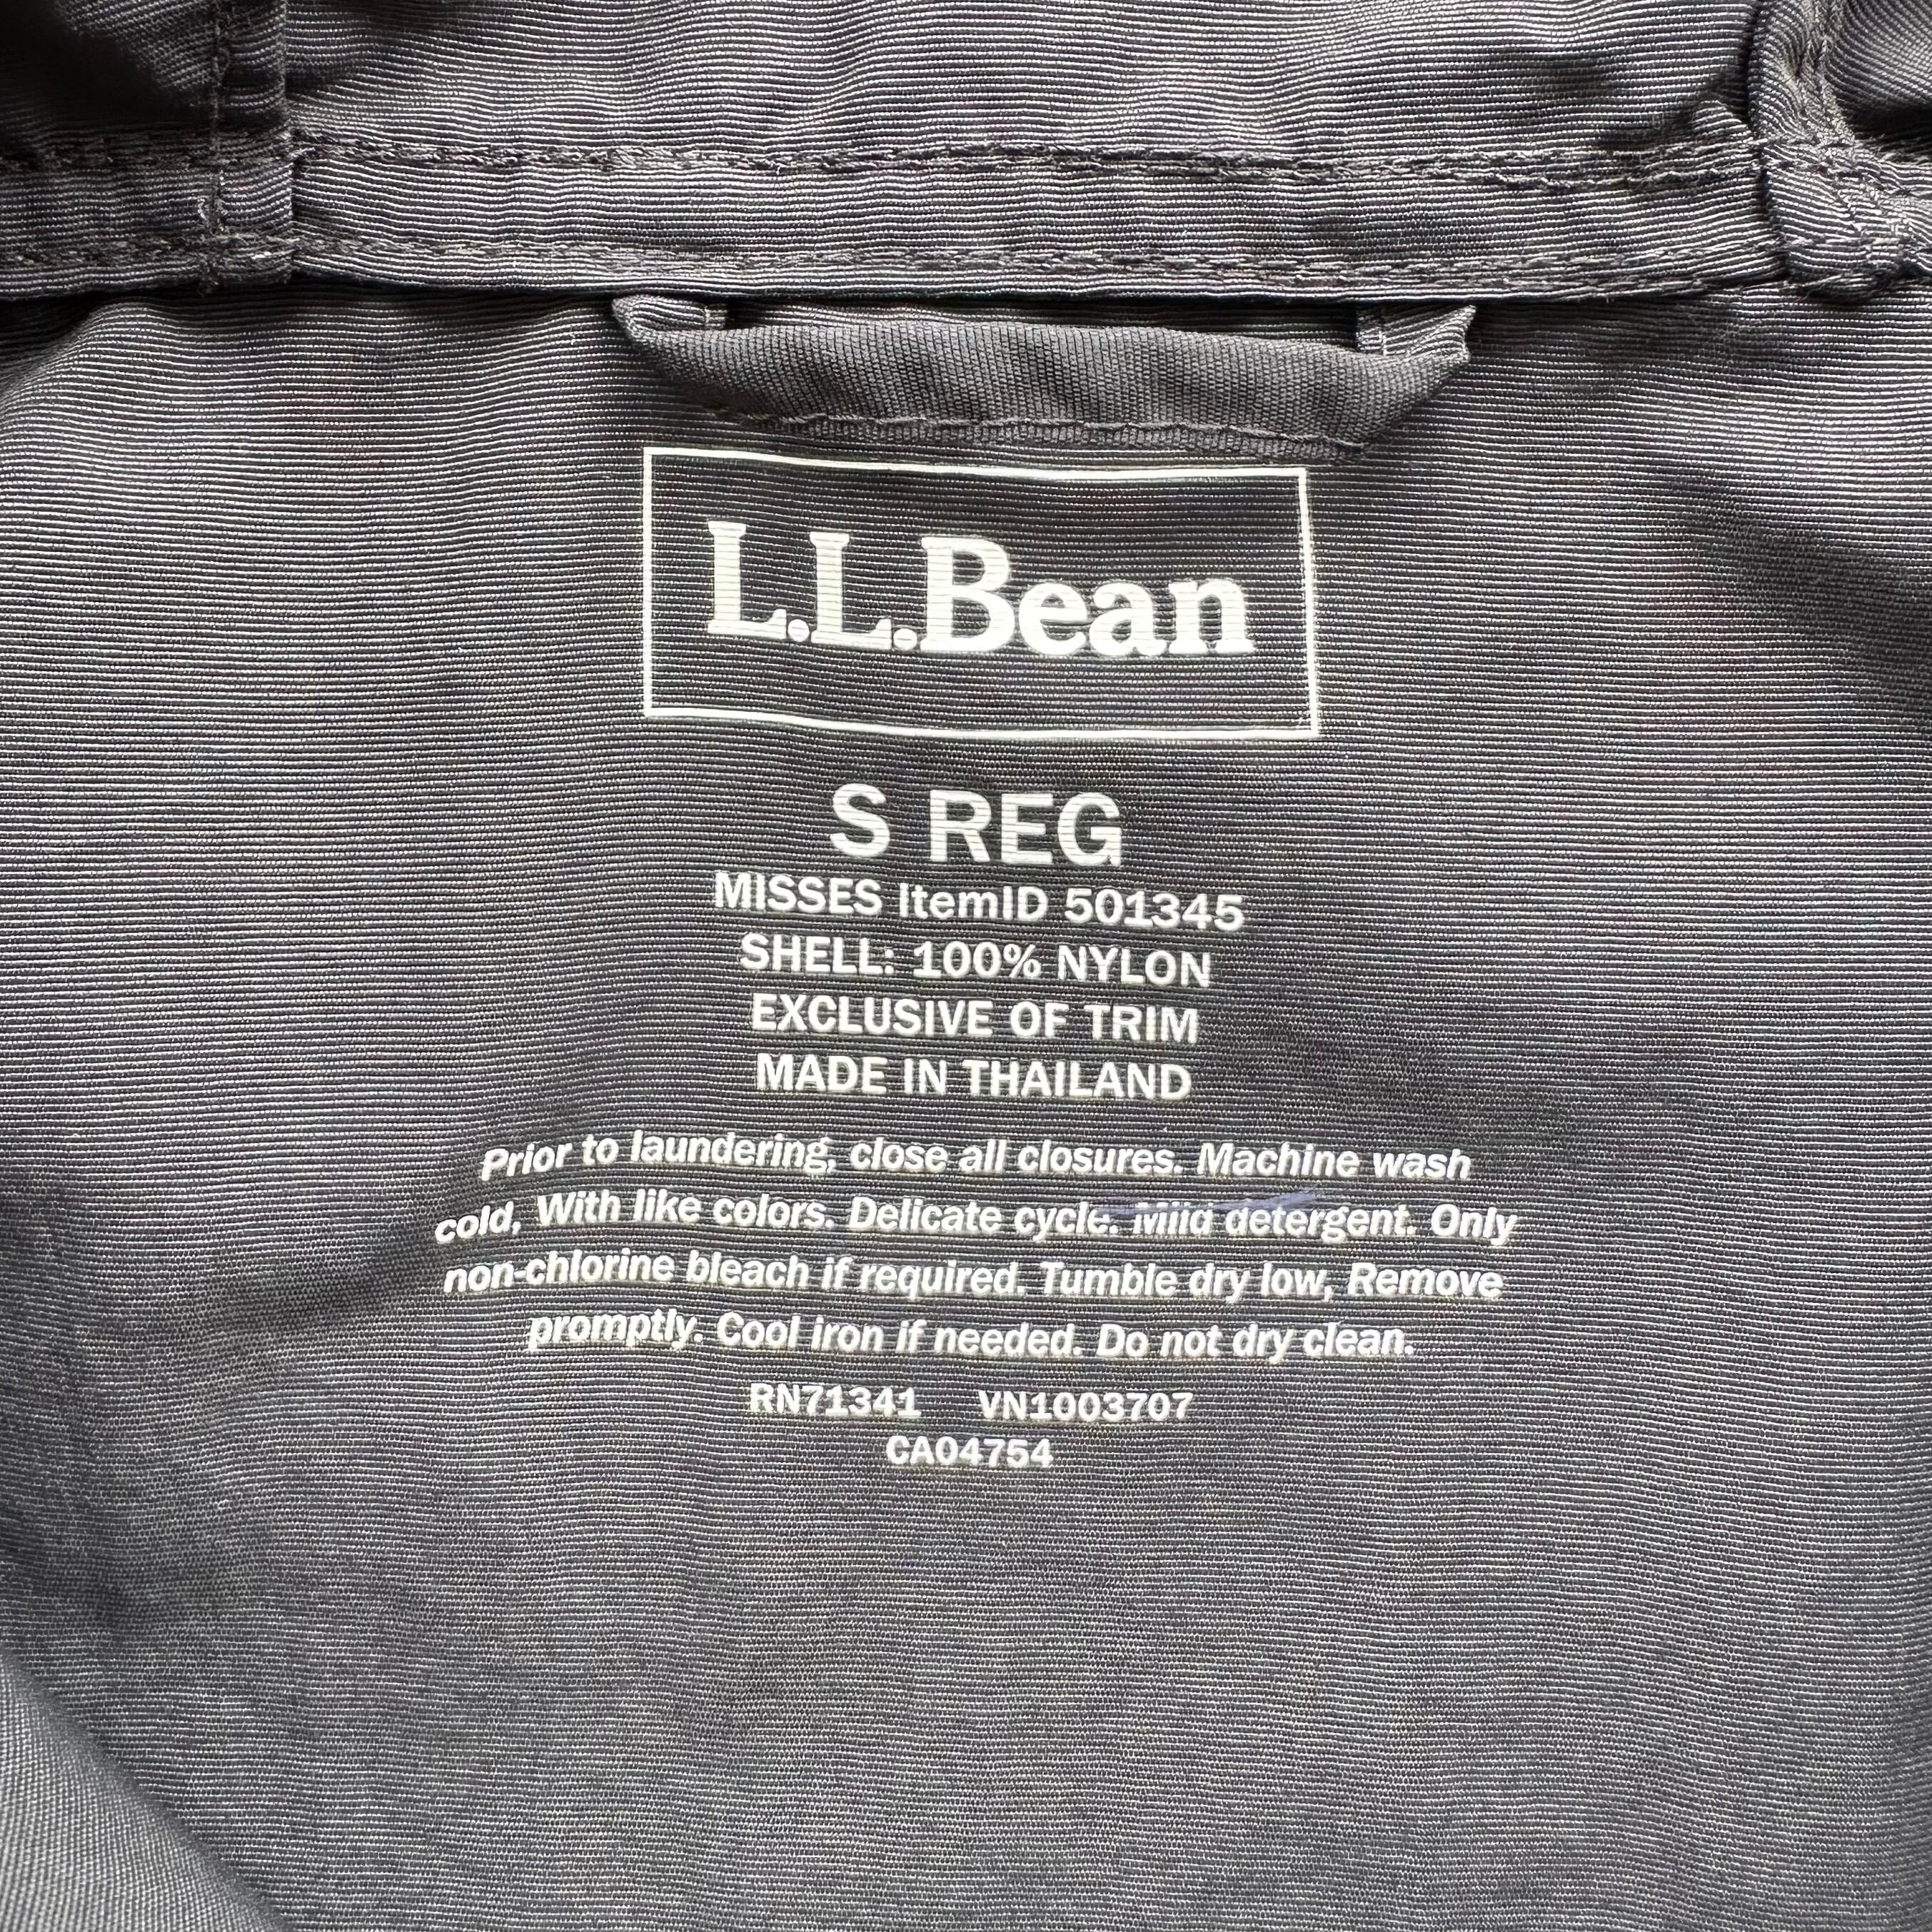 L.L.Bean
S REG
MISSES ItemID 501345
SHELL: 100% NYLON
EXCLUSIVE OF TRIM
MADE IN THAILAND
Prior to laundering, close all closures. Machine wash
cold, With like colors. Delicate cycle. Mild detergent. Only
non-chlorine bleach if required. Tumble dry low, Remove
promptly. Cool iron if needed. Do not dry clean.
RN71341 VN1003707
CA04754